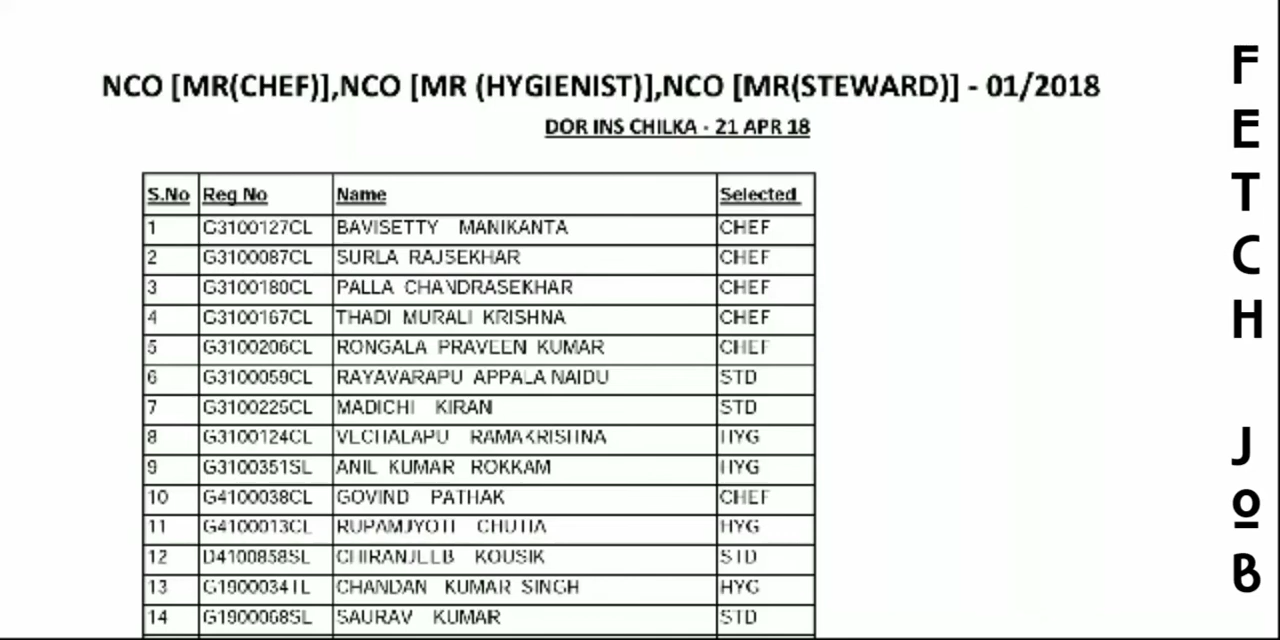 NCO [MR(CHEF)],NCO [MR (HYGIENIST)],NCO [MR(STEWARD)] - 01/2018
DOR INS CHILKA - 21 APR 18
S.No Reg No Name Selected
1 G3100127CL BAVISETTY MANIKANTA CHEF
2 G3100087CL SURLA RAJSEKHAR CHEF
3 G3100180CL PALLA CHANDRASEKHAR CHEF
4 G3100167CL THADI MURALI KRISHNA CHEF
5 G3100206CL RONGALA PRAVEEN KUMAR CHEF
6 G3100059CL RAYAVARAPU APPALA NAIDU STD
7 G3100225CL MADICHI KIRAN STD
8 G3100124CL VECHALAPU RAMAKRISHNA HYG
9 G3100351SL ANIL KUMAR ROKKAM HYG
10 G4100038CL GOVIND PATHAK CHEF
11 G4100013CL RUPAMJYOTI CHUTIA HYG
12 D4100858SL CHIRANJEEB KOUSIK STD
13 G1900034TL CHANDAN KUMAR SINGH HYG
14 G1900068SL SAURAV KUMAR STD
FETCH JOB